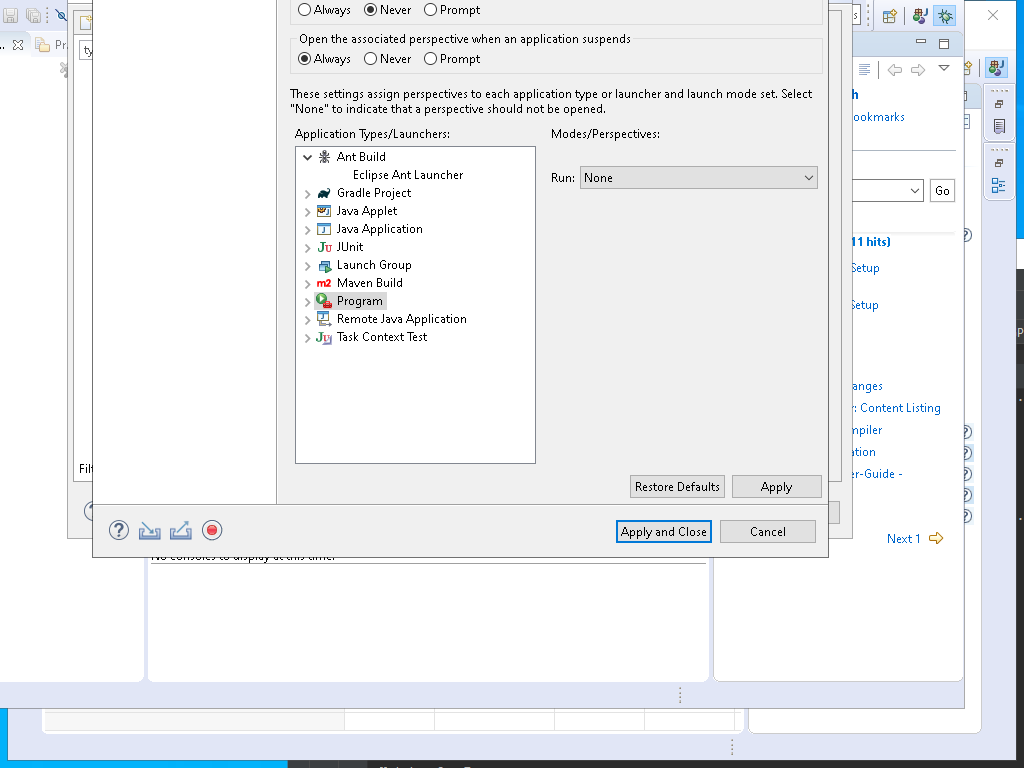 Always Never Prompt
Open the associated perspective when an application suspends
Always Never Prompt
These settings assign perspectives to each application type or launcher and launch mode set. Select
"None" to indicate that a perspective should not be opened.
Application Types/Launchers:
Modes/Perspectives:
Ant Build
Eclipse Ant Launcher
Gradle Project
Java Applet
Java Application
JUnit
Launch Group
Maven Build
Program
Remote Java Application
Task Context Test
Run: None
Restore Defaults
Apply
Apply and Close
Cancel
ookmarks
Go
11 hits)
Setup
Setup
anges
r: Content Listing
mpiler
ation
er-Guide -
Next 1
No consoles to display at this time.